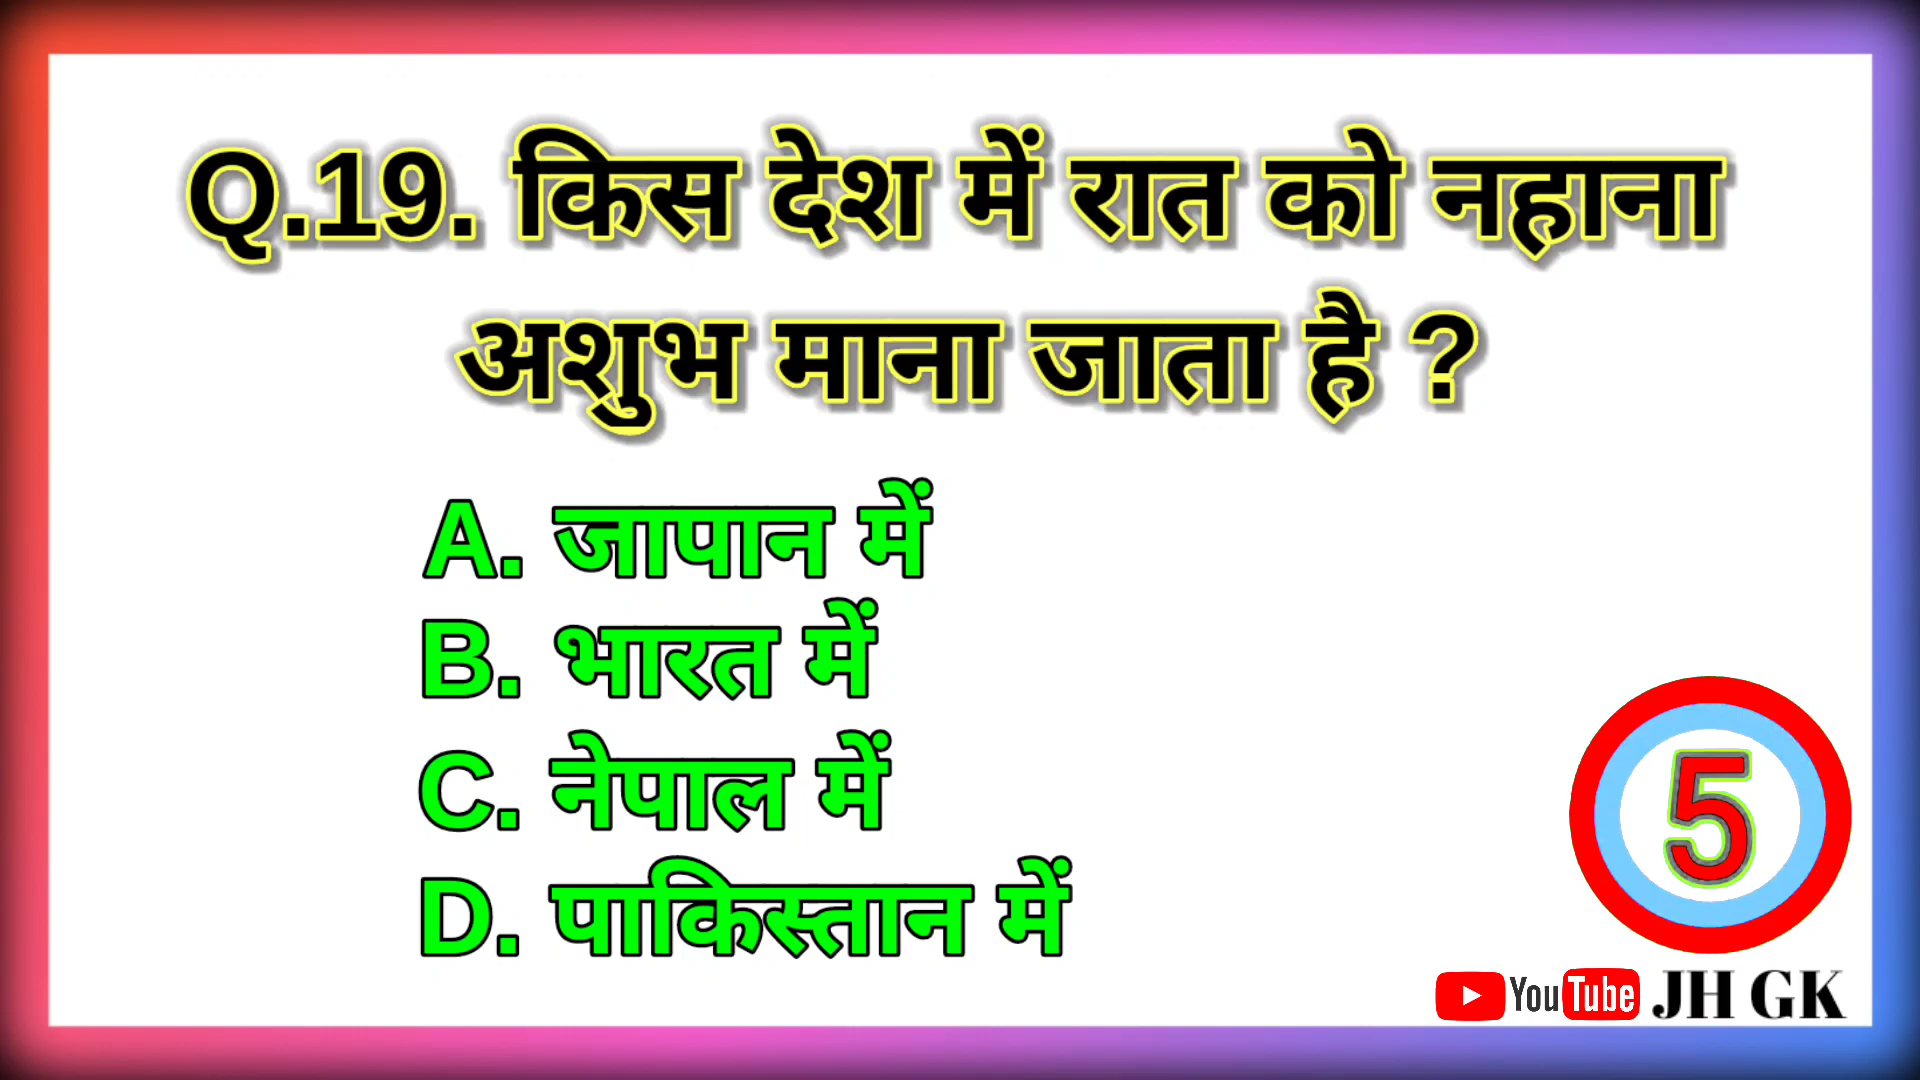 Q.19. किस देश में रात को नहाना
अशुभ माना जाता है ?
A. जापान में
B. भारत में
C. नेपाल में
D. पाकिस्तान में
5
YouTube JH GK